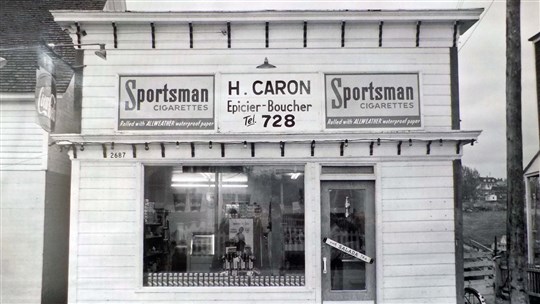 Sportsman
CIGARETTES
Rolled with ALLWEATHER waterproof paper
H. CARON
Epicier-Boucher
Tel. 728
Sportsman
CIGARETTES
Rolled with ALLWEATHER waterproof paper
2687
SALADA